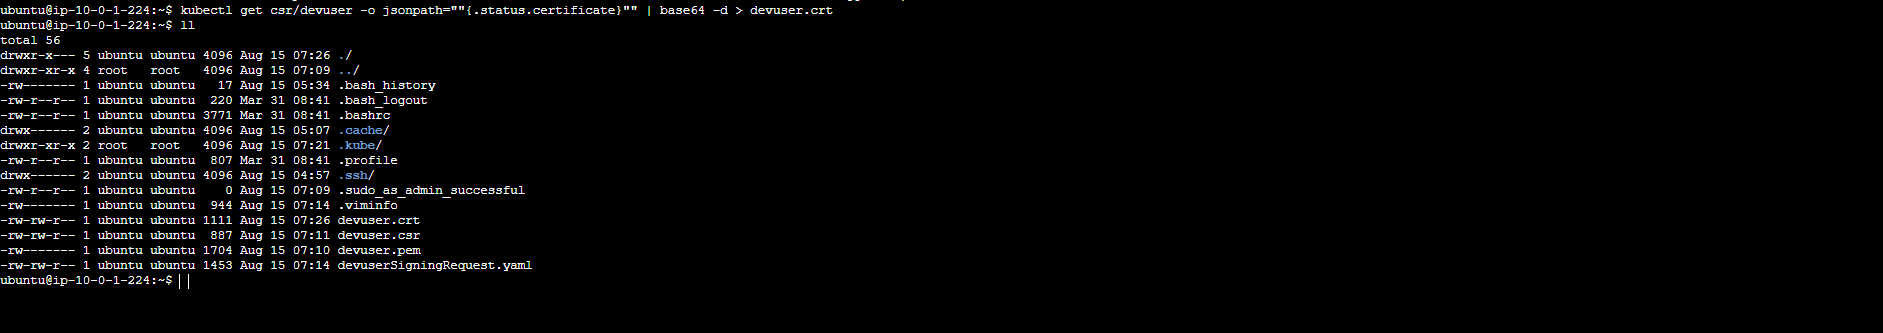 ubuntu@ip-10-0-1-224:~$ kubectl get csr/devuser -o jsonpath=""{.status.certificate}"" | base64 -d > devuser.crt
ubuntu@ip-10-0-1-224:~$ ll
total 56
drwxr-x--- 5 ubuntu ubuntu 4096 Aug 15 07:26 ./
drwxr-xr-x 4 root   root   4096 Aug 15 07:09 ../
-rw------- 1 ubuntu ubuntu   17 Aug 15 05:34 .bash_history
-rw-r--r-- 1 ubuntu ubuntu  220 Mar 31 08:41 .bash_logout
-rw-r--r-- 1 ubuntu ubuntu 3771 Mar 31 08:41 .bashrc
drwx------ 2 ubuntu ubuntu 4096 Aug 15 05:07 .cache/
drwxr-xr-x 2 root   root   4096 Aug 15 07:21 .kube/
-rw-r--r-- 1 ubuntu ubuntu  807 Mar 31 08:41 .profile
drwx------ 2 ubuntu ubuntu 4096 Aug 15 04:57 .ssh/
-rw-r--r-- 1 ubuntu ubuntu    0 Aug 15 07:09 .sudo_as_admin_successful
-rw------- 1 ubuntu ubuntu  944 Aug 15 07:14 .viminfo
-rw-rw-r-- 1 ubuntu ubuntu 1111 Aug 15 07:26 devuser.crt
-rw-rw-r-- 1 ubuntu ubuntu  887 Aug 15 07:11 devuser.csr
-rw------- 1 ubuntu ubuntu 1704 Aug 15 07:10 devuser.pem
-rw-rw-r-- 1 ubuntu ubuntu 1453 Aug 15 07:14 devuserSigningRequest.yaml
ubuntu@ip-10-0-1-224:~$